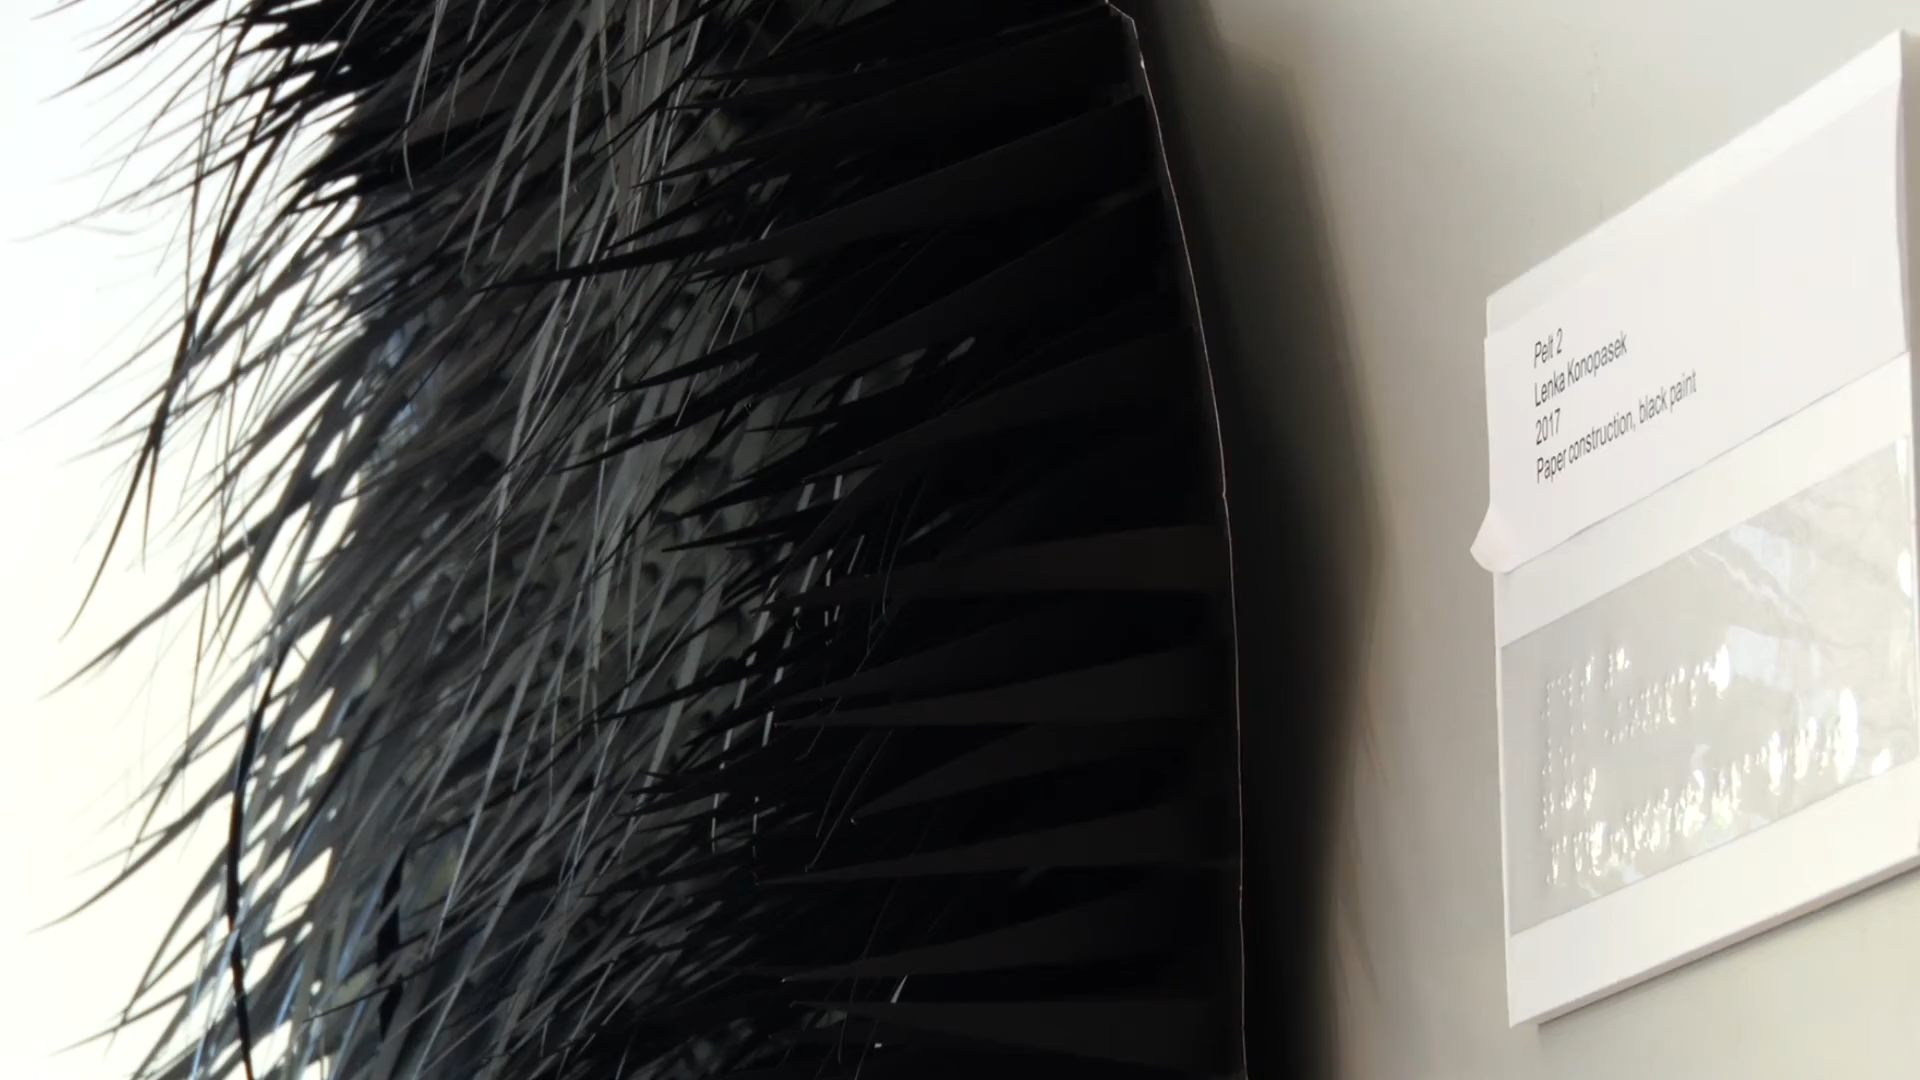 Pelt 2
Lenka Konopasek
2017
Paper construction, black paint